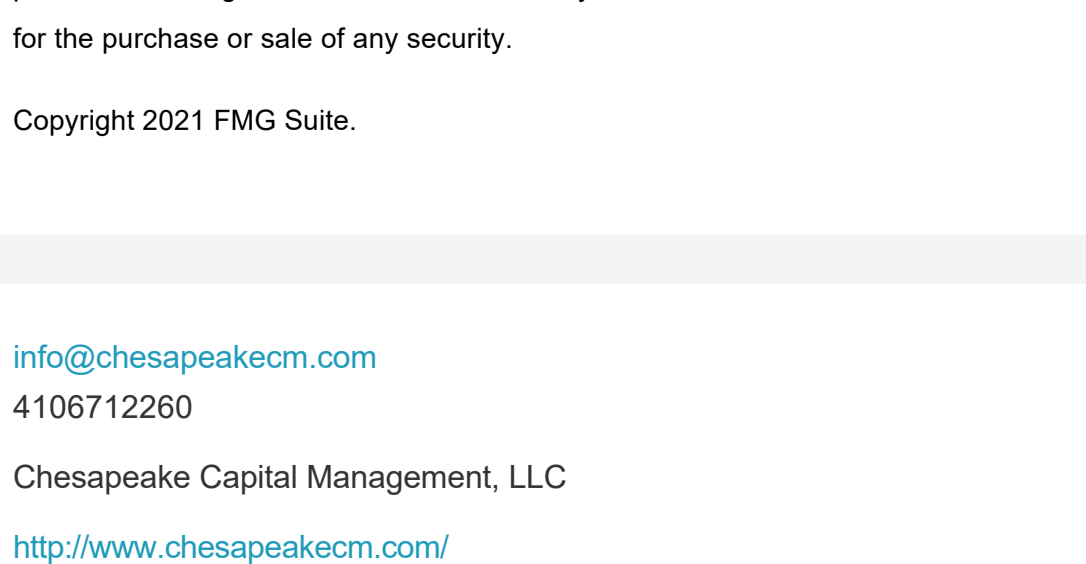 for the purchase or sale of any security.
Copyright 2021 FMG Suite.
info@chesapeakecm.com
4106712260
Chesapeake Capital Management, LLC
http://www.chesapeakecm.com/